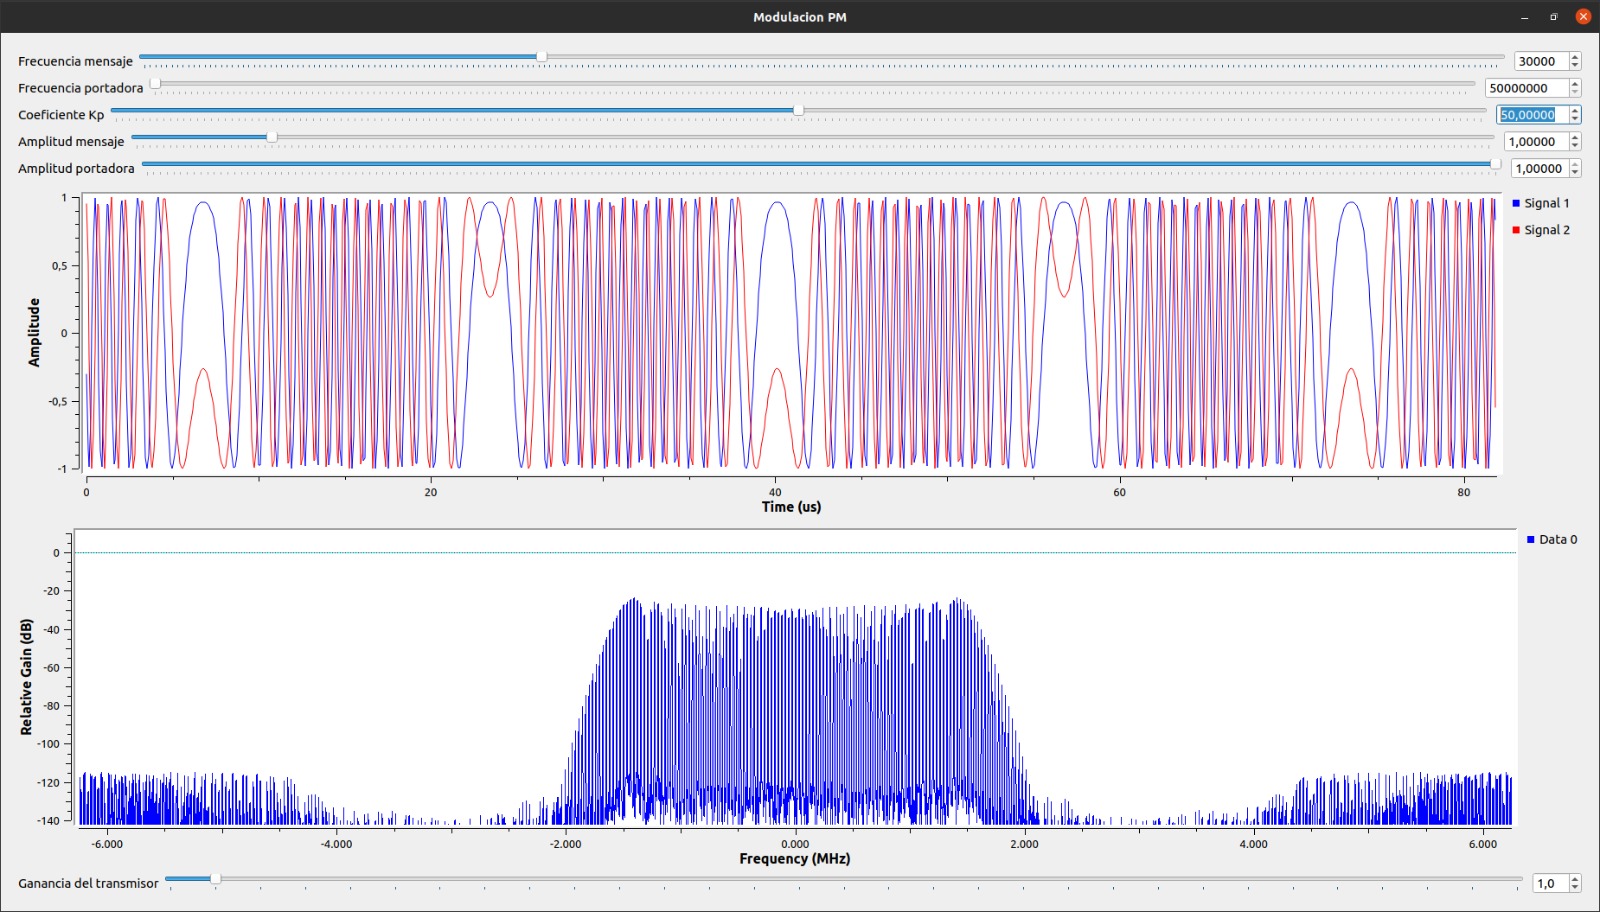 Modulacion PM
Frecuencia mensaje 30000
Frecuencia portadora 50000000
Coeficiente Kp 50,00000
Amplitud mensaje 1,00000
Amplitud portadora 1,00000
1
0,5
0
-0,5
-1
Amplitude
0 20 40 60 80
Time (us)
Signal 1
Signal 2
0
-20
-40
-60
-80
-100
-120
-140
Relative Gain (dB)
-6.000 -4.000 -2.000 0.000 2.000 4.000 6.000
Frequency (MHz)
Data 0
Ganancia del transmisor 1,0